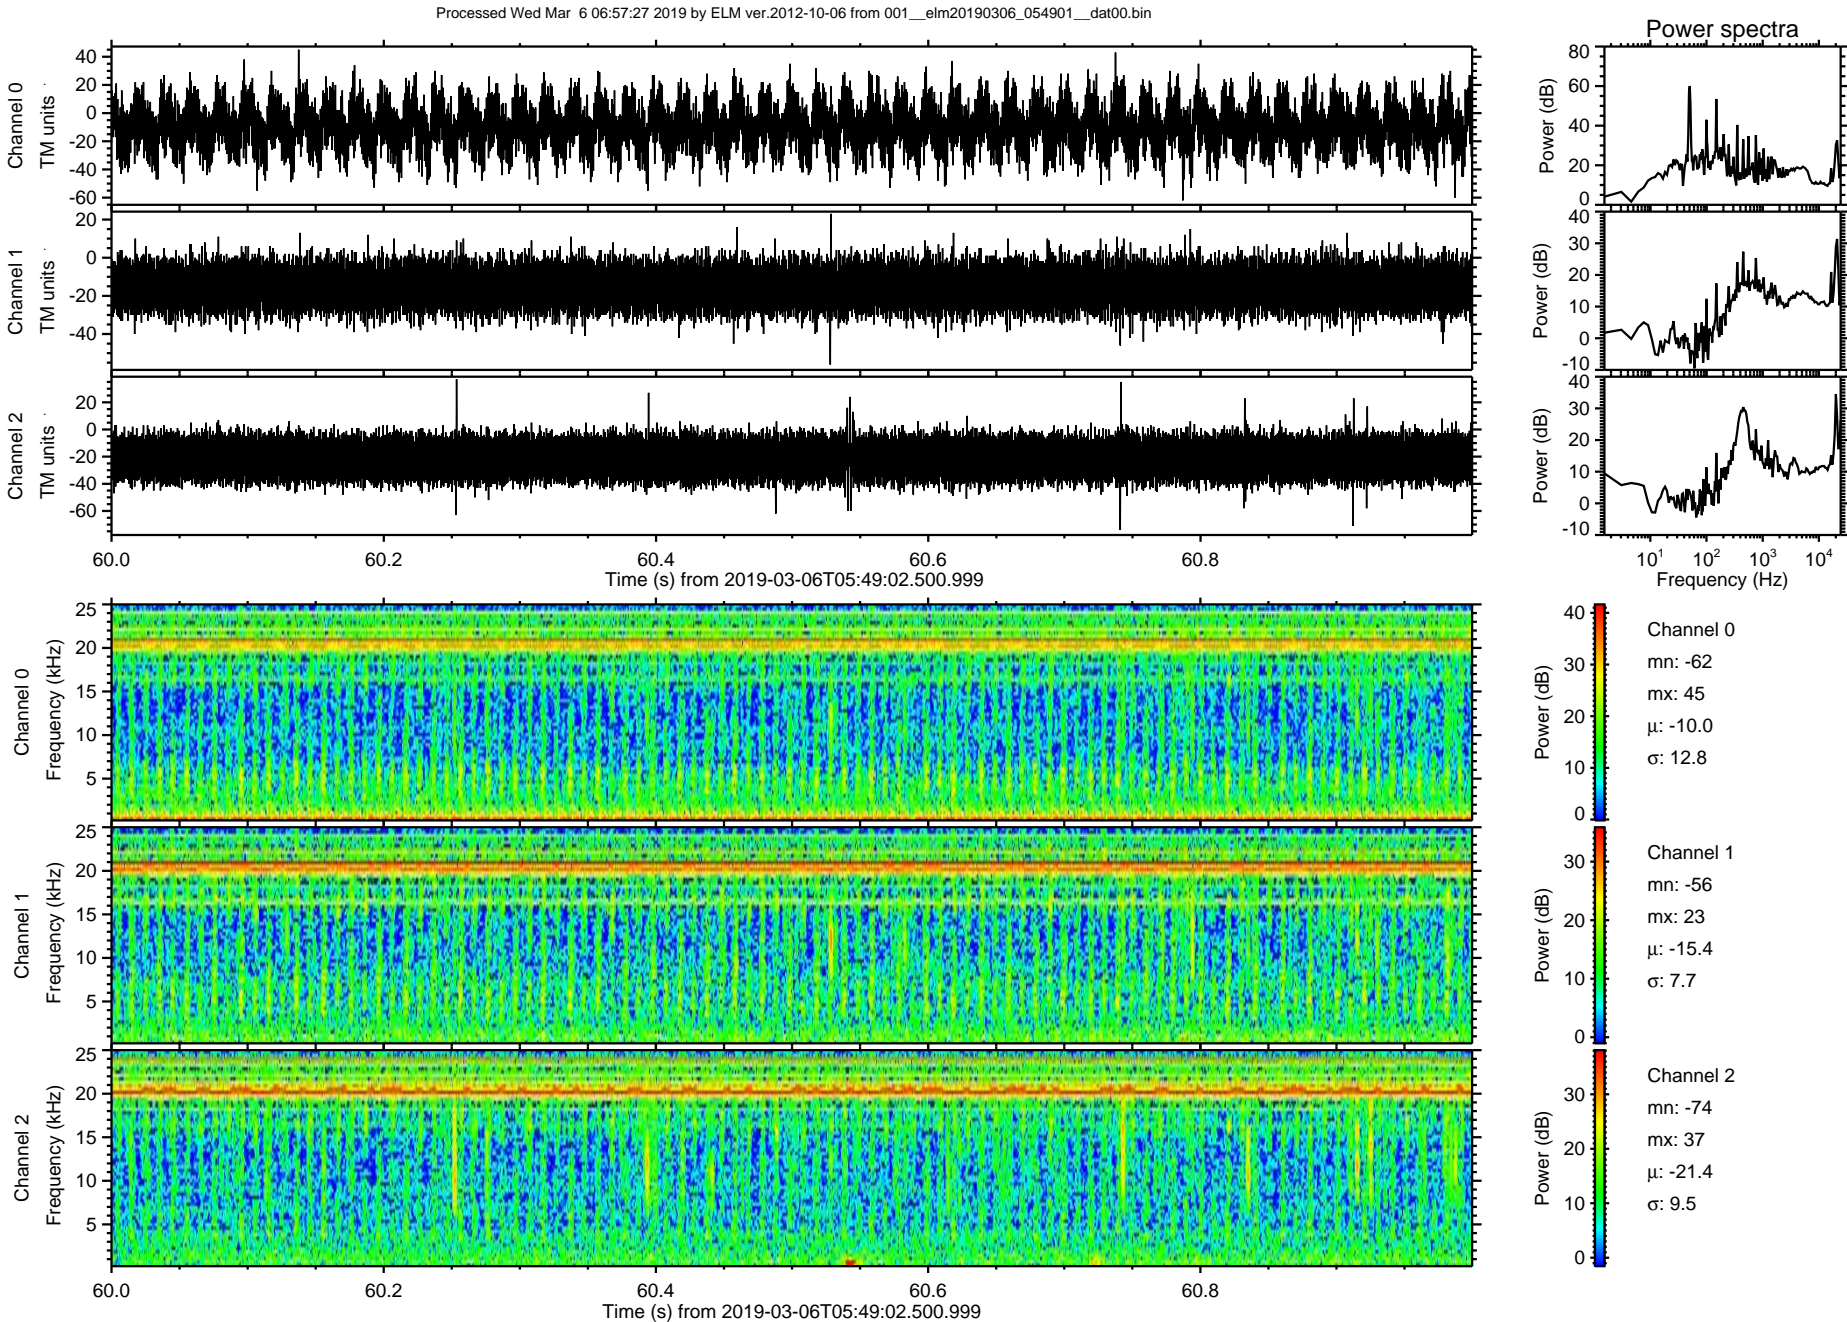 Processed Wed Mar  6 06:57:27 2019 by ELM ver.2012-10-06 from 001__elm20190306_054901__dat00.bin
Power spectra
Channel 0
TM units
40
20
0
-20
-40
-60
Power (dB)
80
60
40
20
0
Channel 1
TM units
20
0
-20
-40
Power (dB)
40
30
20
10
0
-10
Channel 2
TM units
20
0
-20
-40
-60
Power (dB)
40
30
20
10
0
-10
60.0 60.2 60.4 60.6 60.8
Time (s) from 2019-03-06T05:49:02.500.999
10^1 10^2 10^3 10^4
Frequency (Hz)
Channel 0
Frequency (kHz)
25
20
15
10
5
Power (dB)
40
30
20
10
0
Channel 0
mn: -62
mx: 45
μ: -10.0
σ: 12.8
Channel 1
Frequency (kHz)
25
20
15
10
5
Power (dB)
30
20
10
0
Channel 1
mn: -56
mx: 23
μ: -15.4
σ: 7.7
Channel 2
Frequency (kHz)
25
20
15
10
5
Power (dB)
30
20
10
0
Channel 2
mn: -74
mx: 37
μ: -21.4
σ: 9.5
60.0 60.2 60.4 60.6 60.8
Time (s) from 2019-03-06T05:49:02.500.999